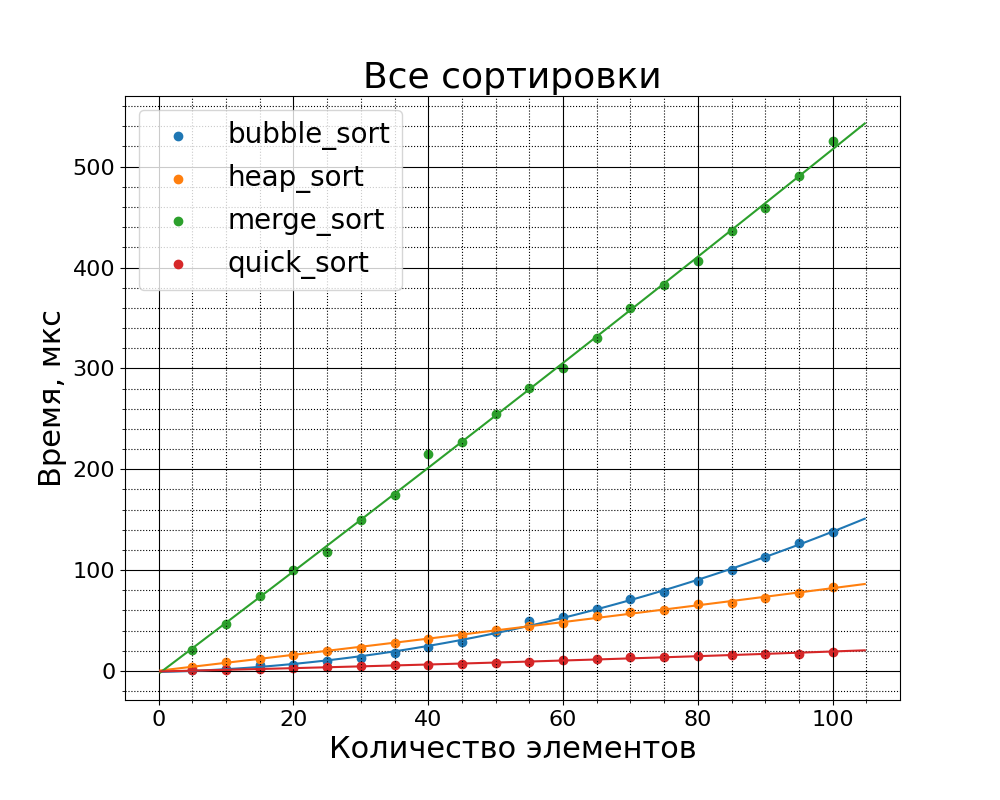 Все сортировки
bubble_sort
heap_sort
merge_sort
quick_sort
Время, мкс
500
400
300
200
100
0
0 20 40 60 80 100
Количество элементов